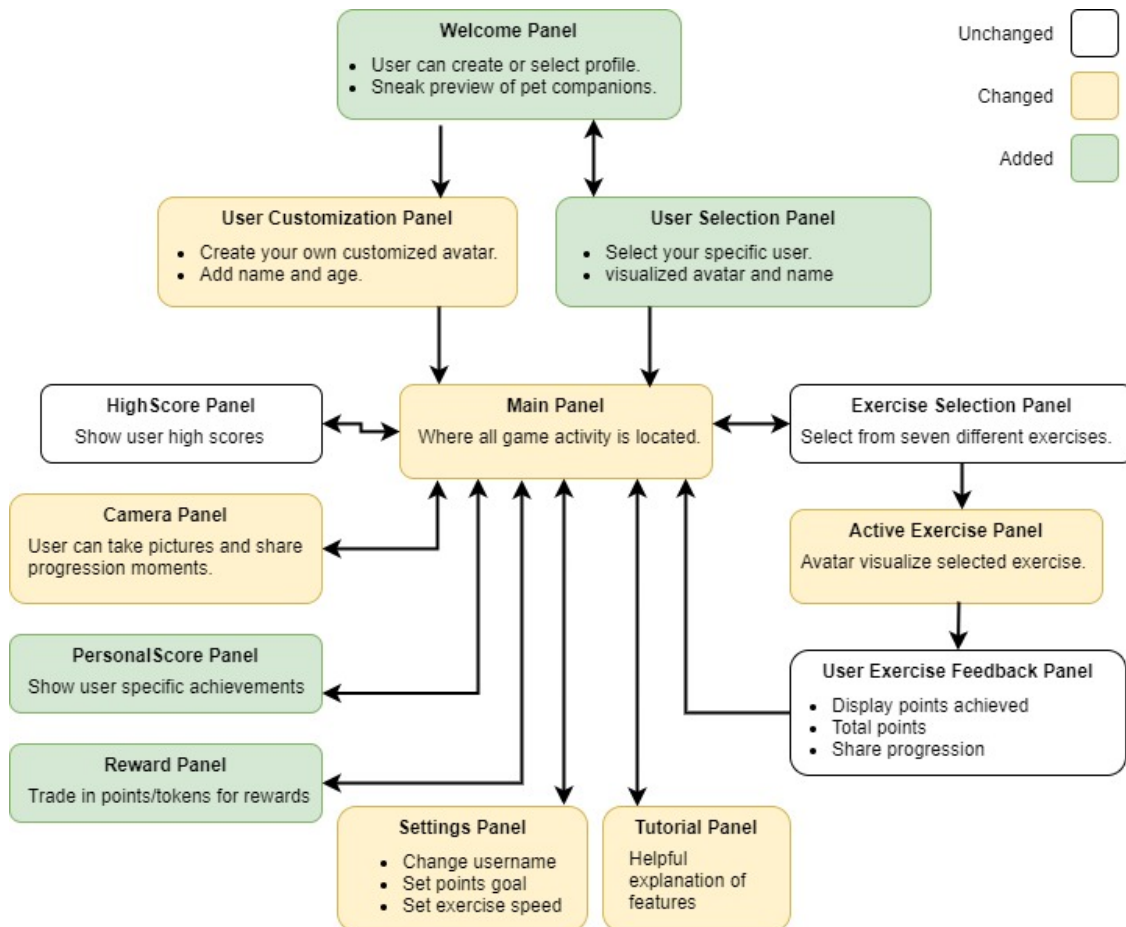 Welcome Panel
• User can create or select profile.
• Sneak preview of pet companions.
Unchanged
Changed
Added
User Customization Panel
• Create your own customized avatar.
• Add name and age.
User Selection Panel
• Select your specific user.
• visualized avatar and name
HighScore Panel
Show user high scores
Main Panel
Where all game activity is located.
Exercise Selection Panel
Select from seven different exercises.
Camera Panel
User can take pictures and share
progression moments.
Active Exercise Panel
Avatar visualize selected exercise.
PersonalScore Panel
Show user specific achievements
User Exercise Feedback Panel
• Display points achieved
• Total points
• Share progression
Reward Panel
Trade in points/tokens for rewards
Settings Panel
• Change username
• Set points goal
• Set exercise speed
Tutorial Panel
Helpful
explanation of
features